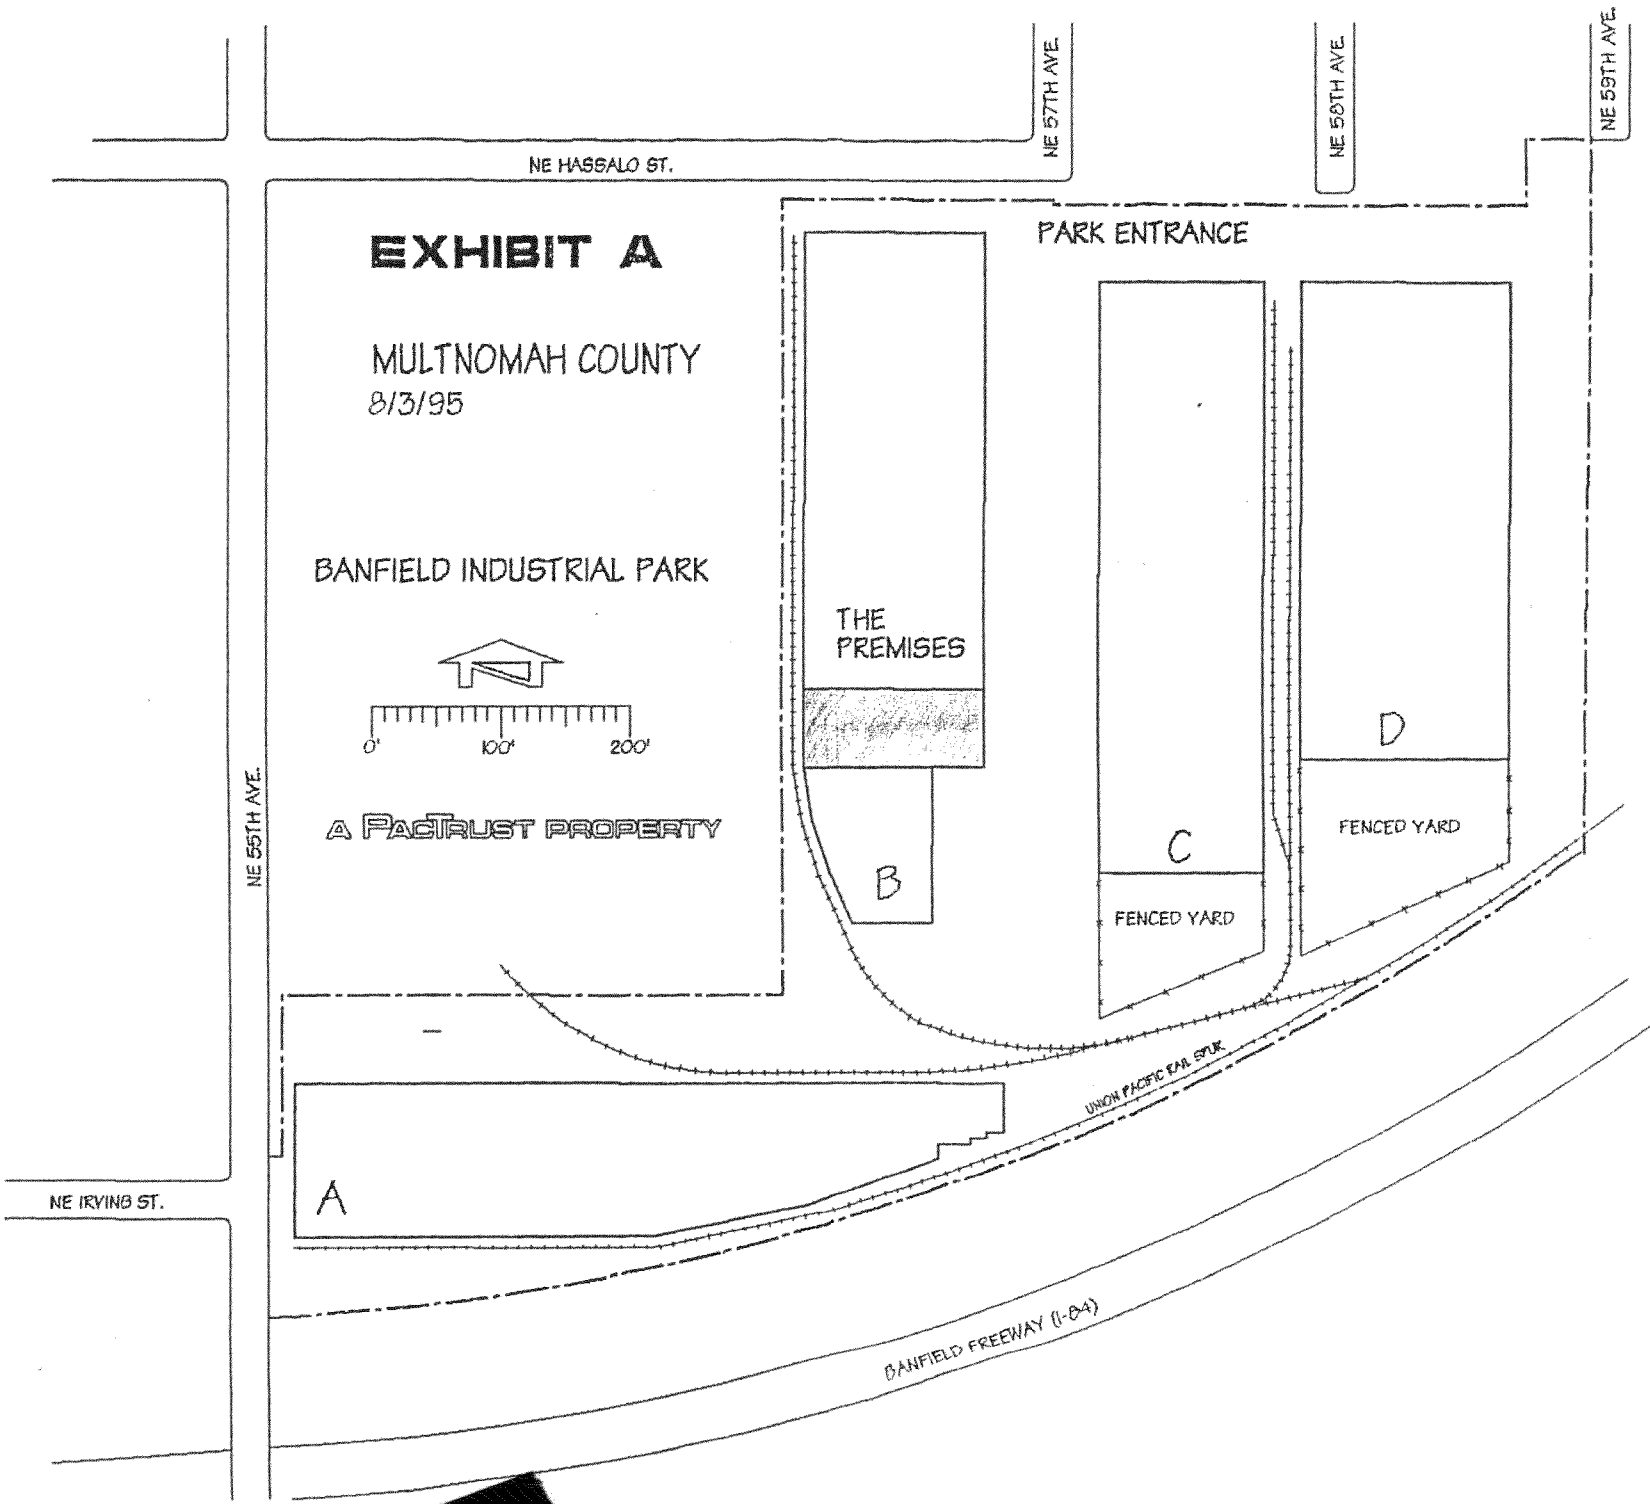 NE 57TH AVE.
NE 58TH AVE.
NE 59TH AVE.
NE HASSALO ST.
PARK ENTRANCE
EXHIBIT A
MULTNOMAH COUNTY
8/3/95
BANFIELD INDUSTRIAL PARK
N
0' 100' 200'
A PACTRUST PROPERTY
THE
PREMISES
NE 55TH AVE.
B
C
D
FENCED YARD
FENCED YARD
UNION PACIFIC RAIL SPUR
A
NE IRVING ST.
BANFIELD FREEWAY (I-84)